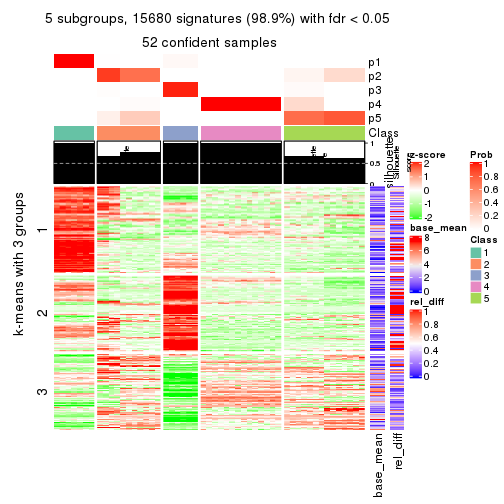 5 subgroups, 15680 signatures (98.9%) with fdr < 0.05
52 confident samples
p1
p2
p3
p4
p5
Class
1
0.5
0
silhouette
k-means with 3 groups
1
2
3
base_mean
rel_diff
z-score
2
1
0
-1
-2
base_mean
8
6
4
2
0
rel_diff
1
0.8
0.6
0.4
0.2
0
Prob
1
0.8
0.6
0.4
0.2
0
Class
1
2
3
4
5